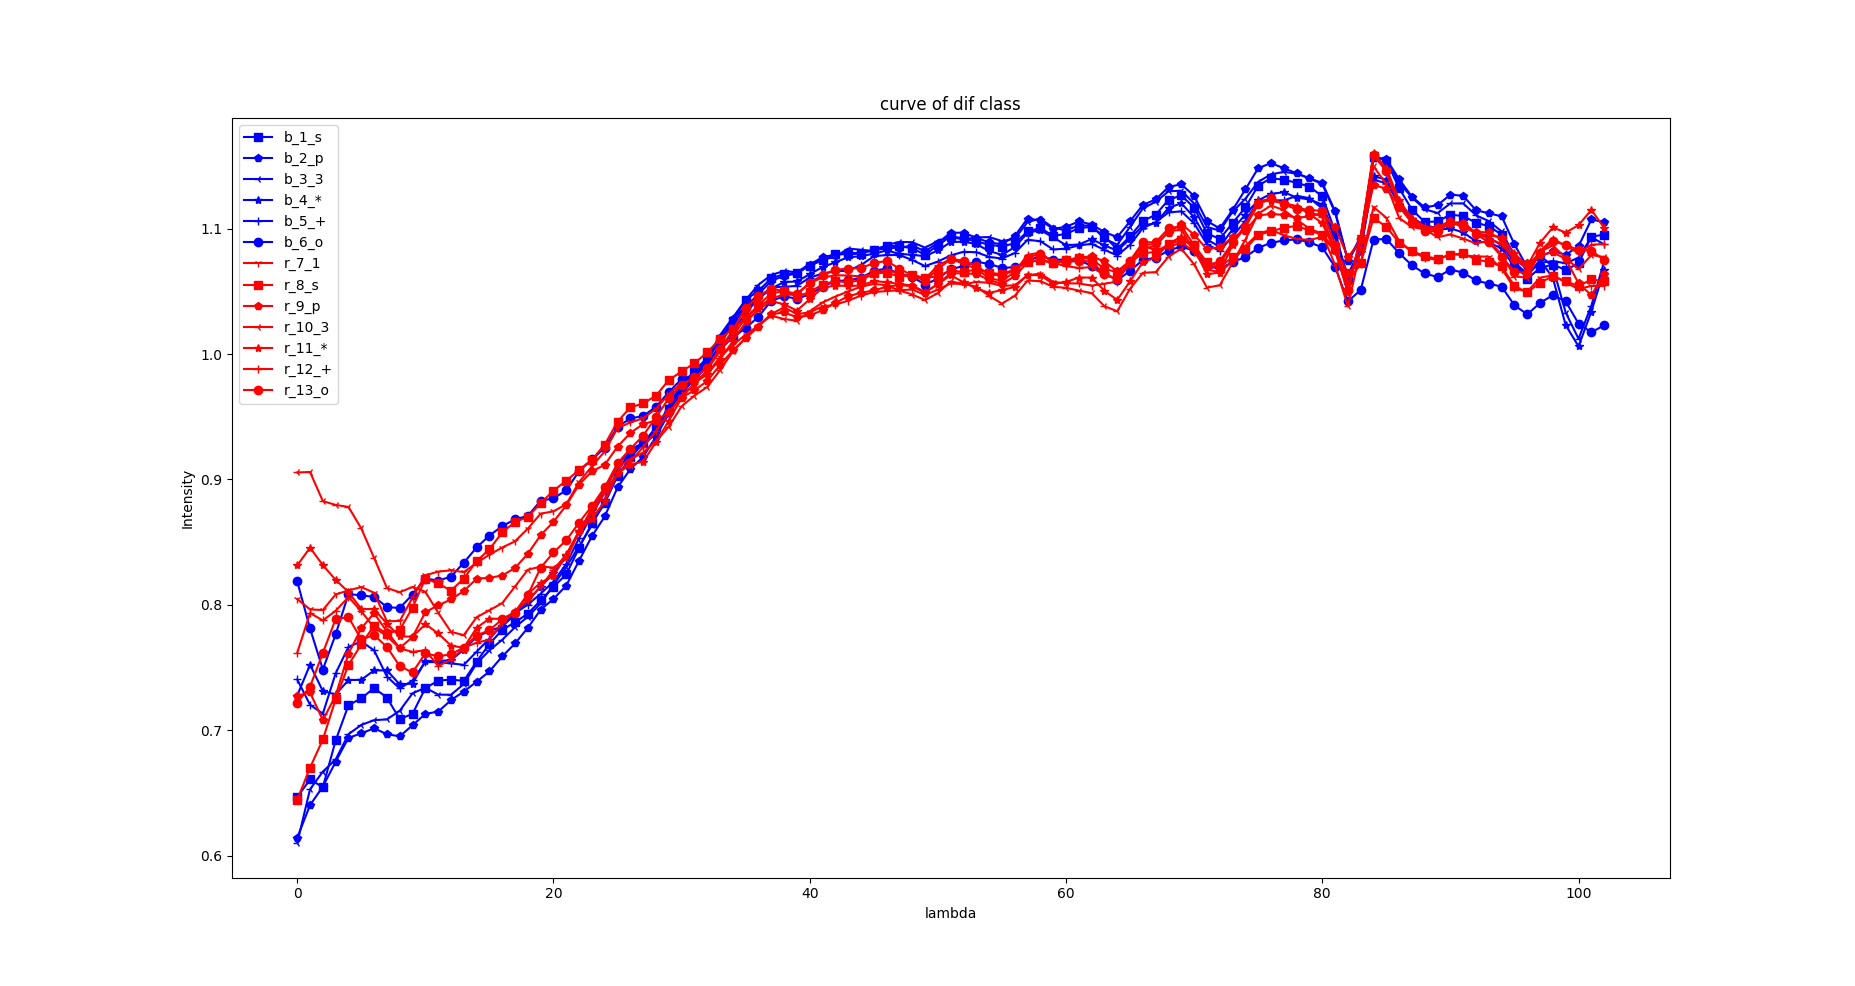 curve of dif class
b_1_s
b_2_p
b_3_3
b_4_*
b_5_+
b_6_o
r_7_1
r_8_s
r_9_p
r_10_3
r_11_*
r_12_+
r_13_o
Intensity
1.1
1.0
0.9
0.8
0.7
0.6
0 20 40 60 80 100
lambda